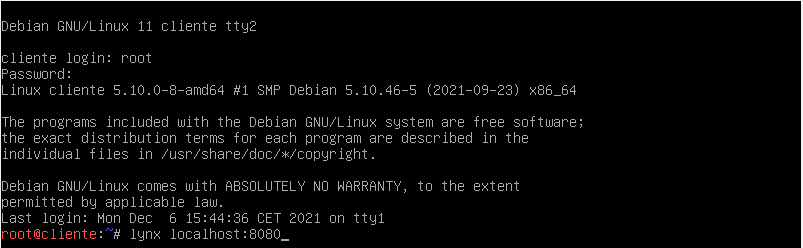 Debian GNU/Linux 11 cliente tty2
cliente login: root
Password:
Linux cliente 5.10.0-8-amd64 #1 SMP Debian 5.10.46-5 (2021-09-23) x86_64
The programs included with the Debian GNU/Linux system are free software;
the exact distribution terms for each program are described in the
individual files in /usr/share/doc/*/copyright.
Debian GNU/Linux comes with ABSOLUTELY NO WARRANTY, to the extent
permitted by applicable law.
Last login: Mon Dec  6 15:44:36 CET 2021 on tty1
root@cliente:~# lynx localhost:8080_